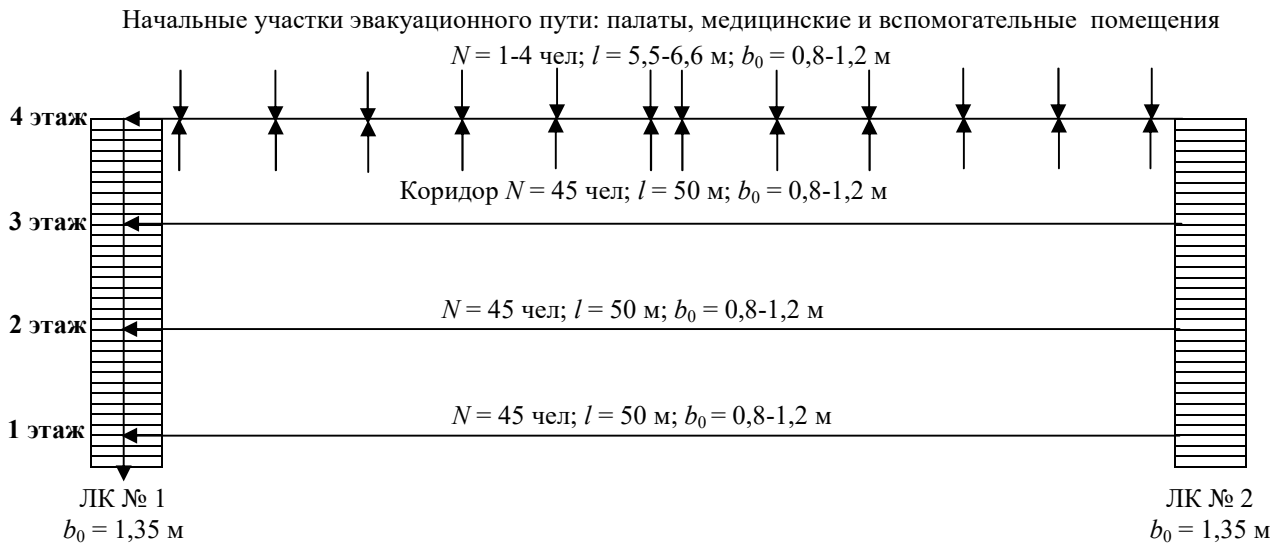 Начальные участки эвакуационного пути: палаты, медицинские и вспомогательные помещения
N = 1-4 чел; l = 5,5-6,6 м; b₀ = 0,8-1,2 м
4 этаж
Коридор N = 45 чел; l = 50 м; b₀ = 0,8-1,2 м
3 этаж
N = 45 чел; l = 50 м; b₀ = 0,8-1,2 м
2 этаж
N = 45 чел; l = 50 м; b₀ = 0,8-1,2 м
1 этаж
ЛК № 1
b₀ = 1,35 м
ЛК № 2
b₀ = 1,35 м